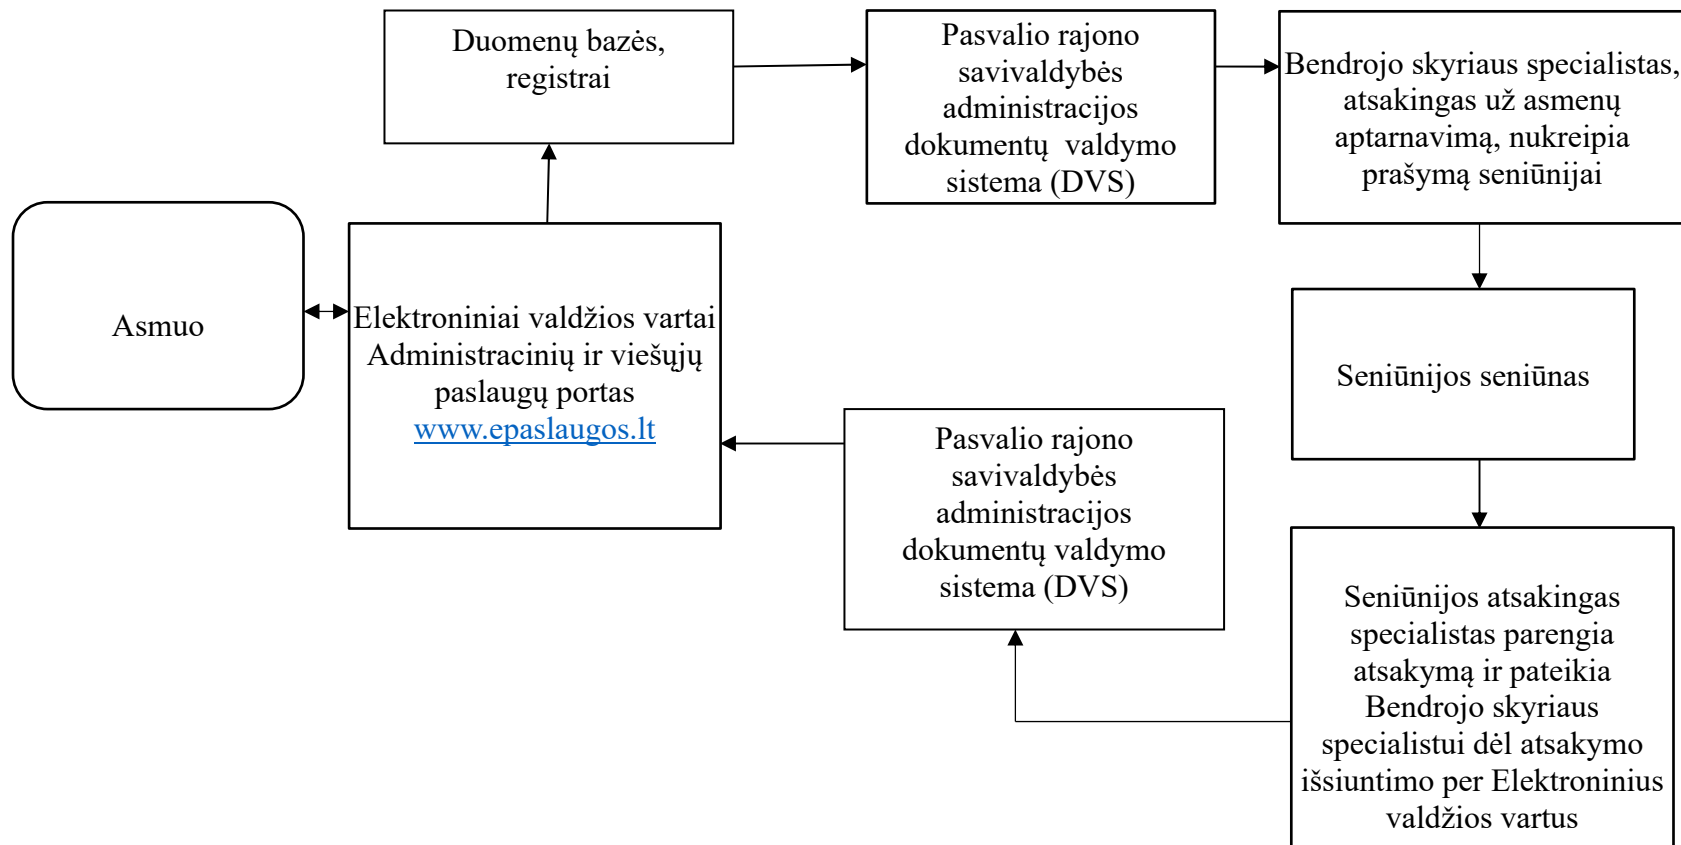 Duomenų bazės,
registrai
Pasvalio rajono
savivaldybės
administracijos
dokumentų  valdymo
sistema (DVS)
Bendrojo skyriaus specialistas,
atsakingas už asmenų
aptarnavimą, nukreipia
prašymą seniūnijai
Asmuo
Elektroniniai valdžios vartai
Administracinių ir viešųjų
paslaugų portas
www.epaslaugos.lt
Seniūnijos seniūnas
Pasvalio rajono
savivaldybės
administracijos
dokumentų valdymo
sistema (DVS)
Seniūnijos atsakingas
specialistas parengia
atsakymą ir pateikia
Bendrojo skyriaus
specialistui dėl atsakymo
išsiuntimo per Elektroninius
valdžios vartus